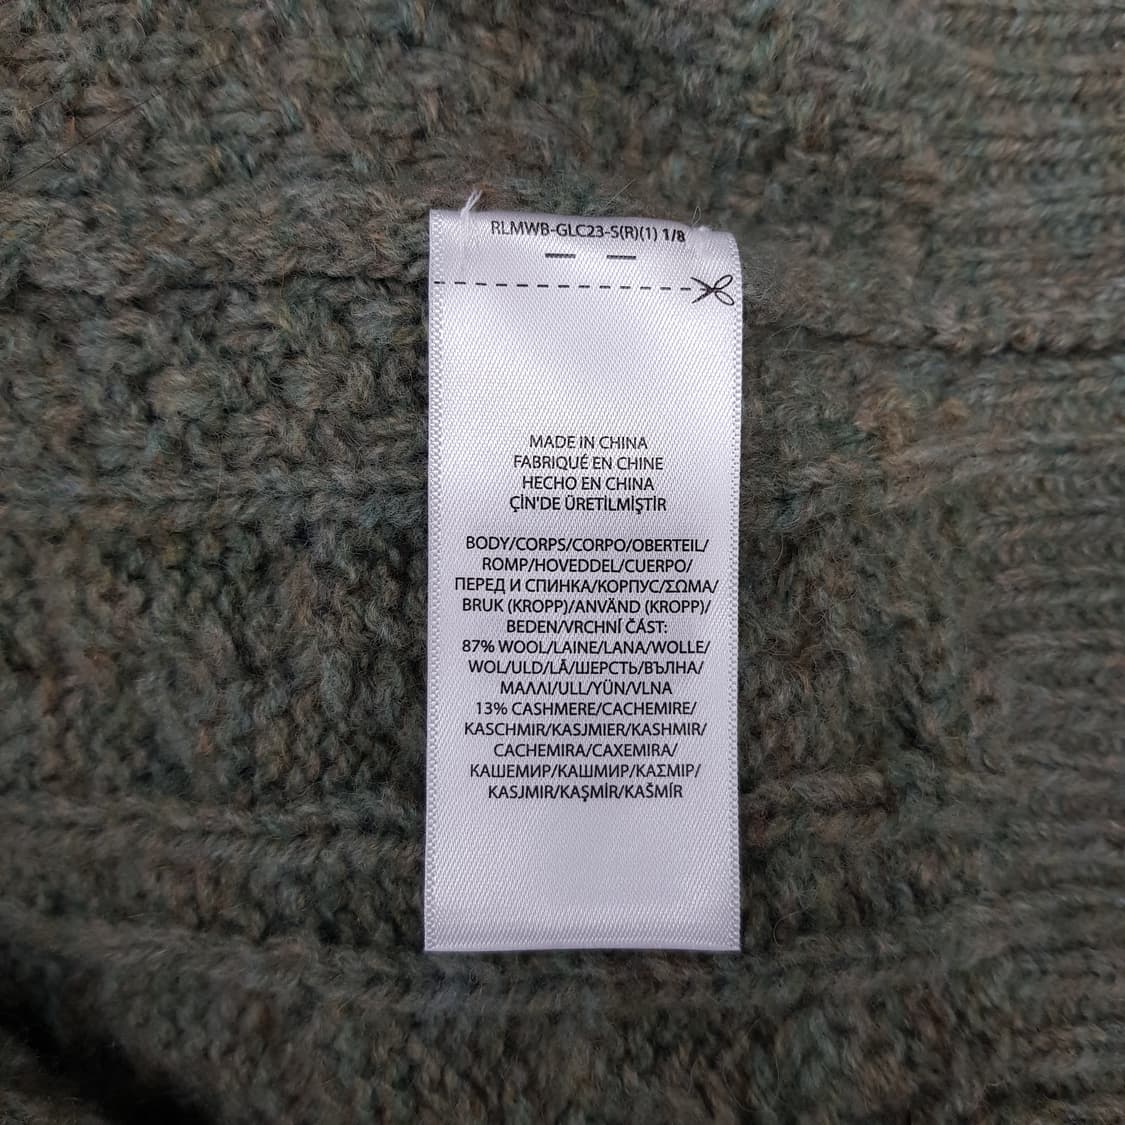 RLMWB-GLC23-S(R)(1) 1/8
MADE iN CHINA
FABRIQUÉ EN CHINE
HECHO EN CHINA
ÇİN'DE ÜRETİLMİŞTİR
BODY/CORPS/CORPO/OBERTEIL/
ROMP/HOVEDDEL/CUERPO/
ПЕРЕД И СПИНКА/КОРПУС/ΣΩΜΑ/
BRUK (KROPP)/ANVÄND (KROPP)/
BEDEN/VRCHNÍ ČÁST:
87% WOOL/LAINE/LANA/WOLLE/
WOL/ULD/LÃ/ШЕРСТЬ/ВЪЛНА/
ΜΑΛΛΙ/ULL/YÜN/VLNA
13% CASHMERE/CACHEMIRE/
KASCHMIR/KASJMIER/KASHMIR/
CACHEMIRA/CAXEMIRA/
КАШЕМИР/КАШМИР/ΚΑΣΜΙΡ/
KASJMIR/KAŞMİR/KAŠMÍR